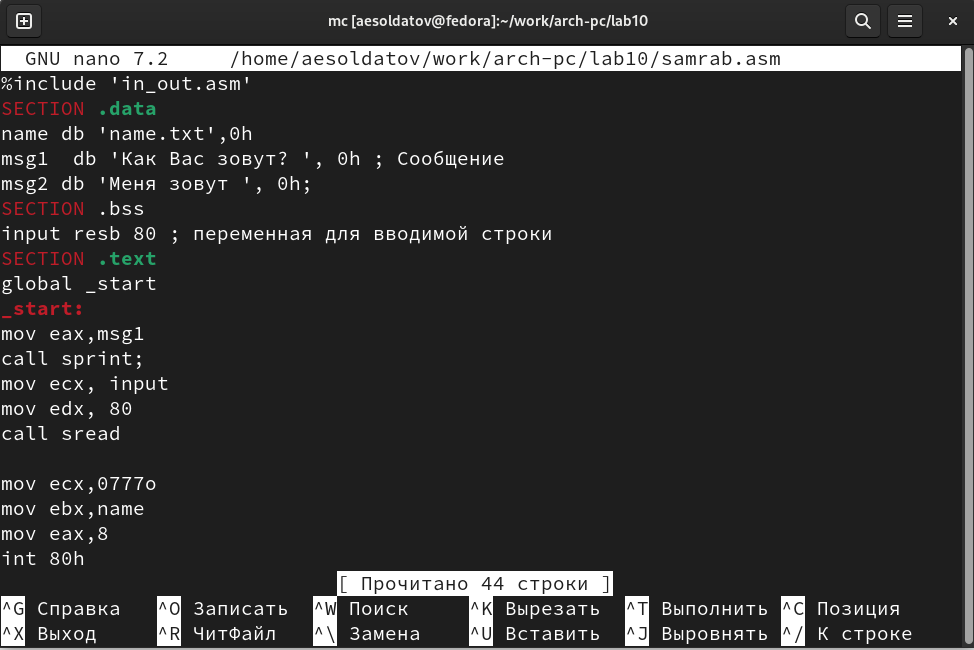 mc [aesoldatov@fedora]:~/work/arch-pc/lab10
GNU nano 7.2 /home/aesoldatov/work/arch-pc/lab10/samrab.asm
%include 'in_out.asm'
SECTION .data
name db 'name.txt',0h
msg1  db 'Как Вас зовут? ', 0h ; Сообщение
msg2 db 'Меня зовут ', 0h;
SECTION .bss
input resb 80 ; переменная для вводимой строки
SECTION .text
global _start
_start:
mov eax,msg1
call sprint;
mov ecx, input
mov edx, 80
call sread
mov ecx,0777o
mov ebx,name
mov eax,8
int 80h
[ Прочитано 44 строки ]
^G Справка ^O Записать ^W Поиск ^K Вырезать ^T Выполнить ^C Позиция
^X Выход ^R ЧитФайл ^\ Замена ^U Вставить ^J Выровнять ^/ К строке